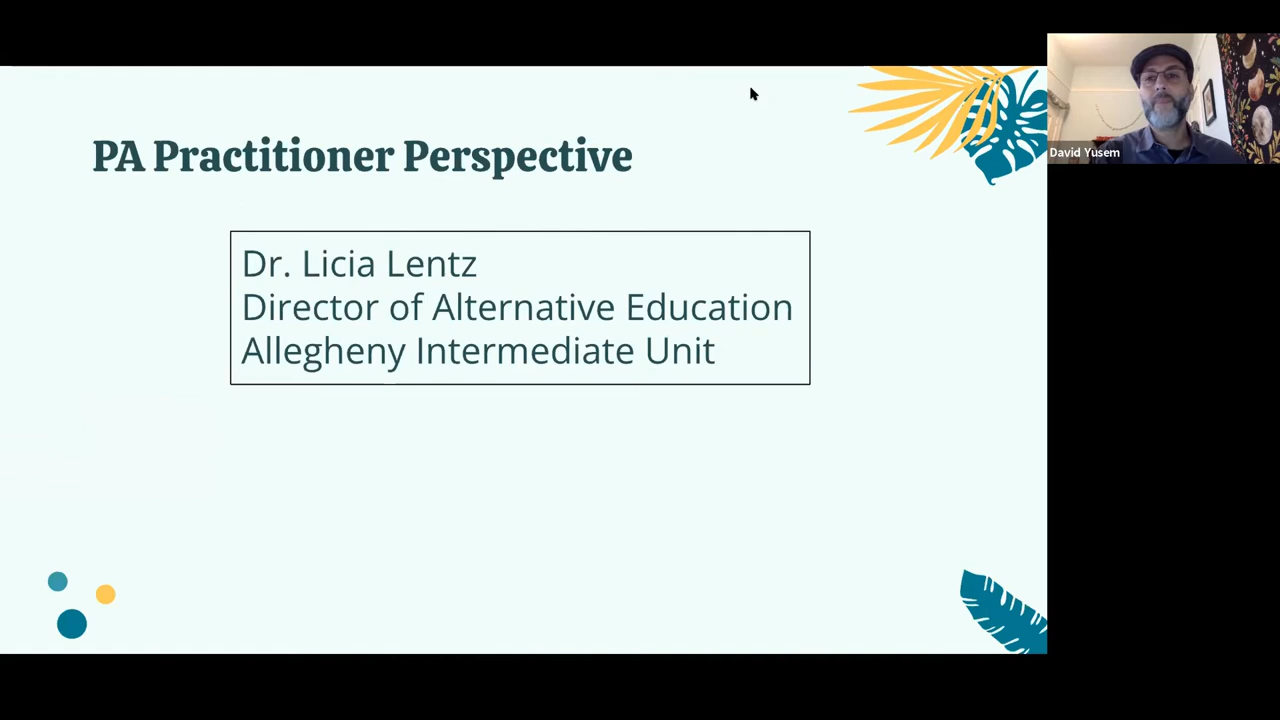 PA Practitioner Perspective
Dr. Licia Lentz
Director of Alternative Education
Allegheny Intermediate Unit
David Yusem